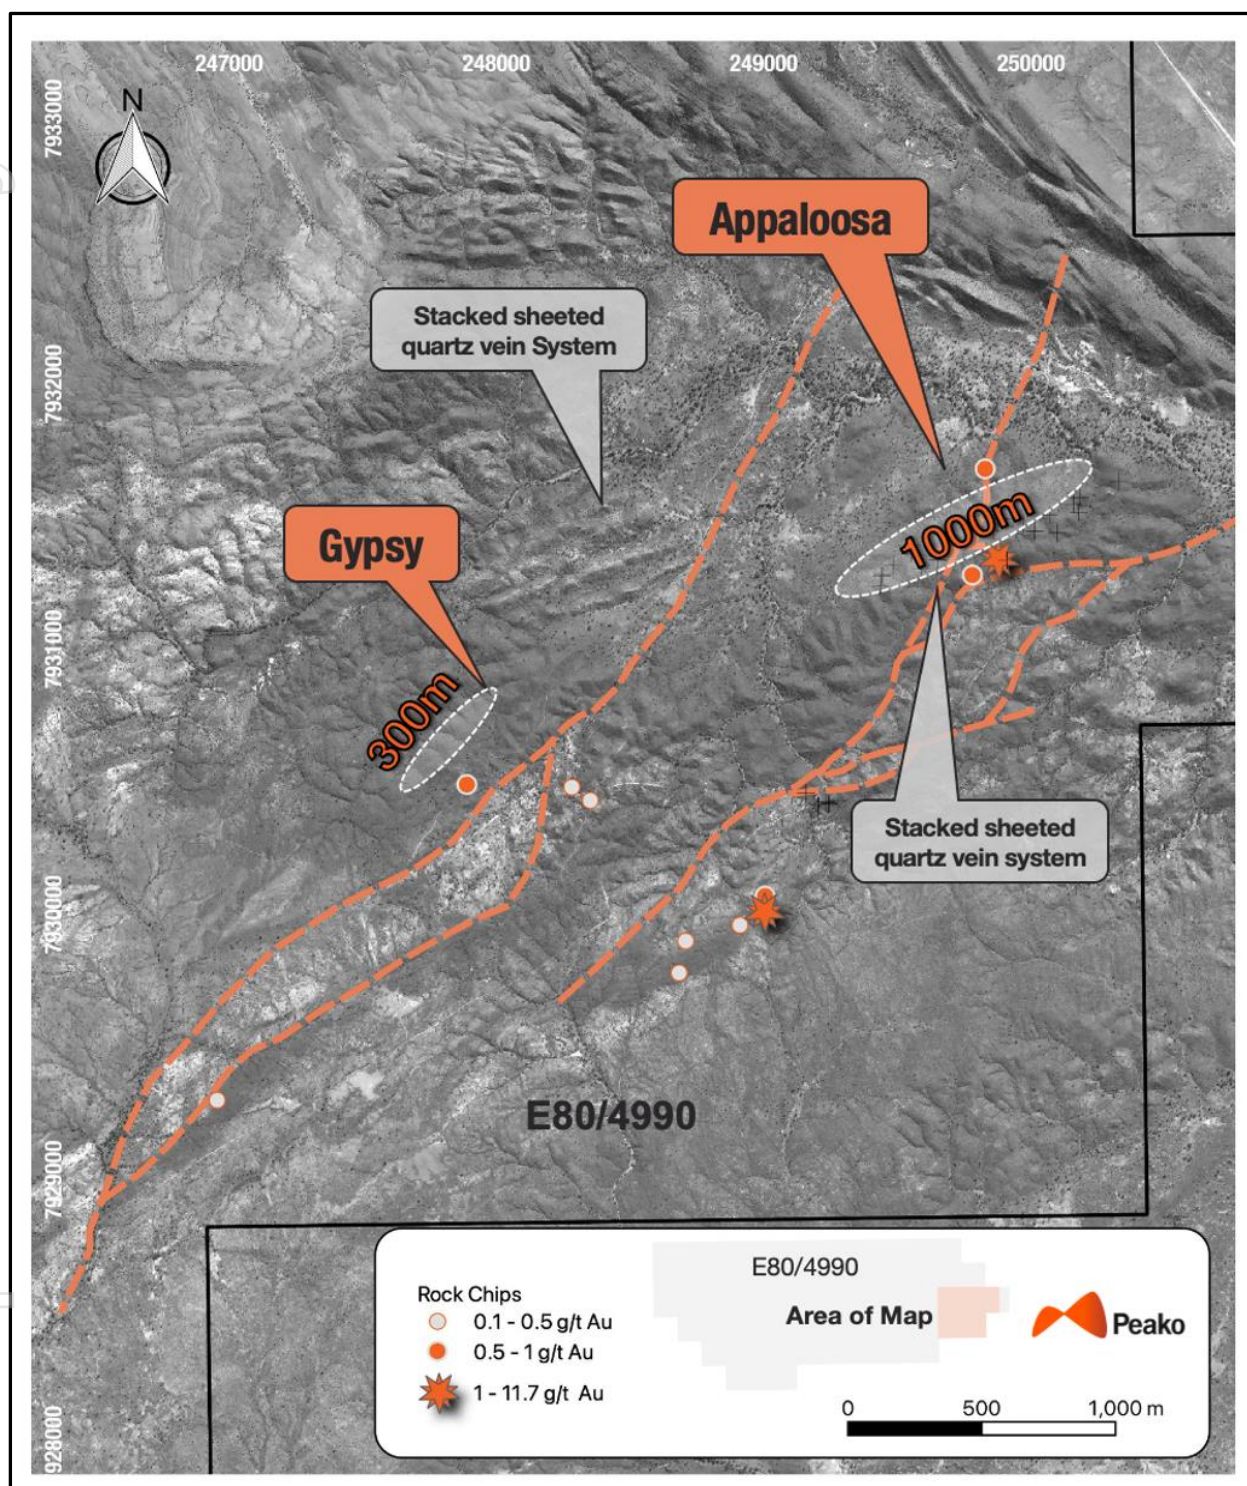 247000
248000
249000
250000
N
7933000
7932000
7931000
7930000
7929000
928000
Appaloosa
Stacked sheeted
quartz vein System
1000m
Gypsy
300m
Stacked sheeted
quartz vein system
E80/4990
Rock Chips
0.1 - 0.5 g/t Au
0.5 - 1 g/t Au
1 - 11.7 g/t Au
E80/4990
Area of Map
Peako
0
500
1,000 m